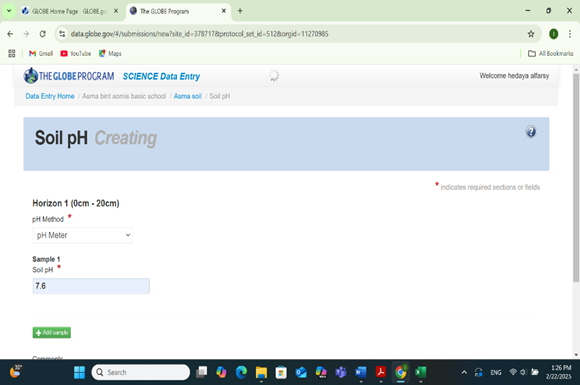 GLOBE Home Page - GLOBE.go
The GLOBE Program
data.globe.gov/#/submissions/new?site_id=378717&protocol_set_id=512&orgid=11270985
Gmail YouTube Maps All Bookmarks
THE GLOBE PROGRAM SCIENCE Data Entry Welcome hedaya alfarsy
Data Entry Home / Asma bint aomis basic school / Asma soil / Soil pH
Soil pH Creating ?
* indicates required sections or fields
Horizon 1 (0cm - 20cm)
pH Method *
pH Meter
Sample 1
Soil pH *
7.6
+ Add sample
Comments
Search
ENG
1:26 PM
2/22/2025